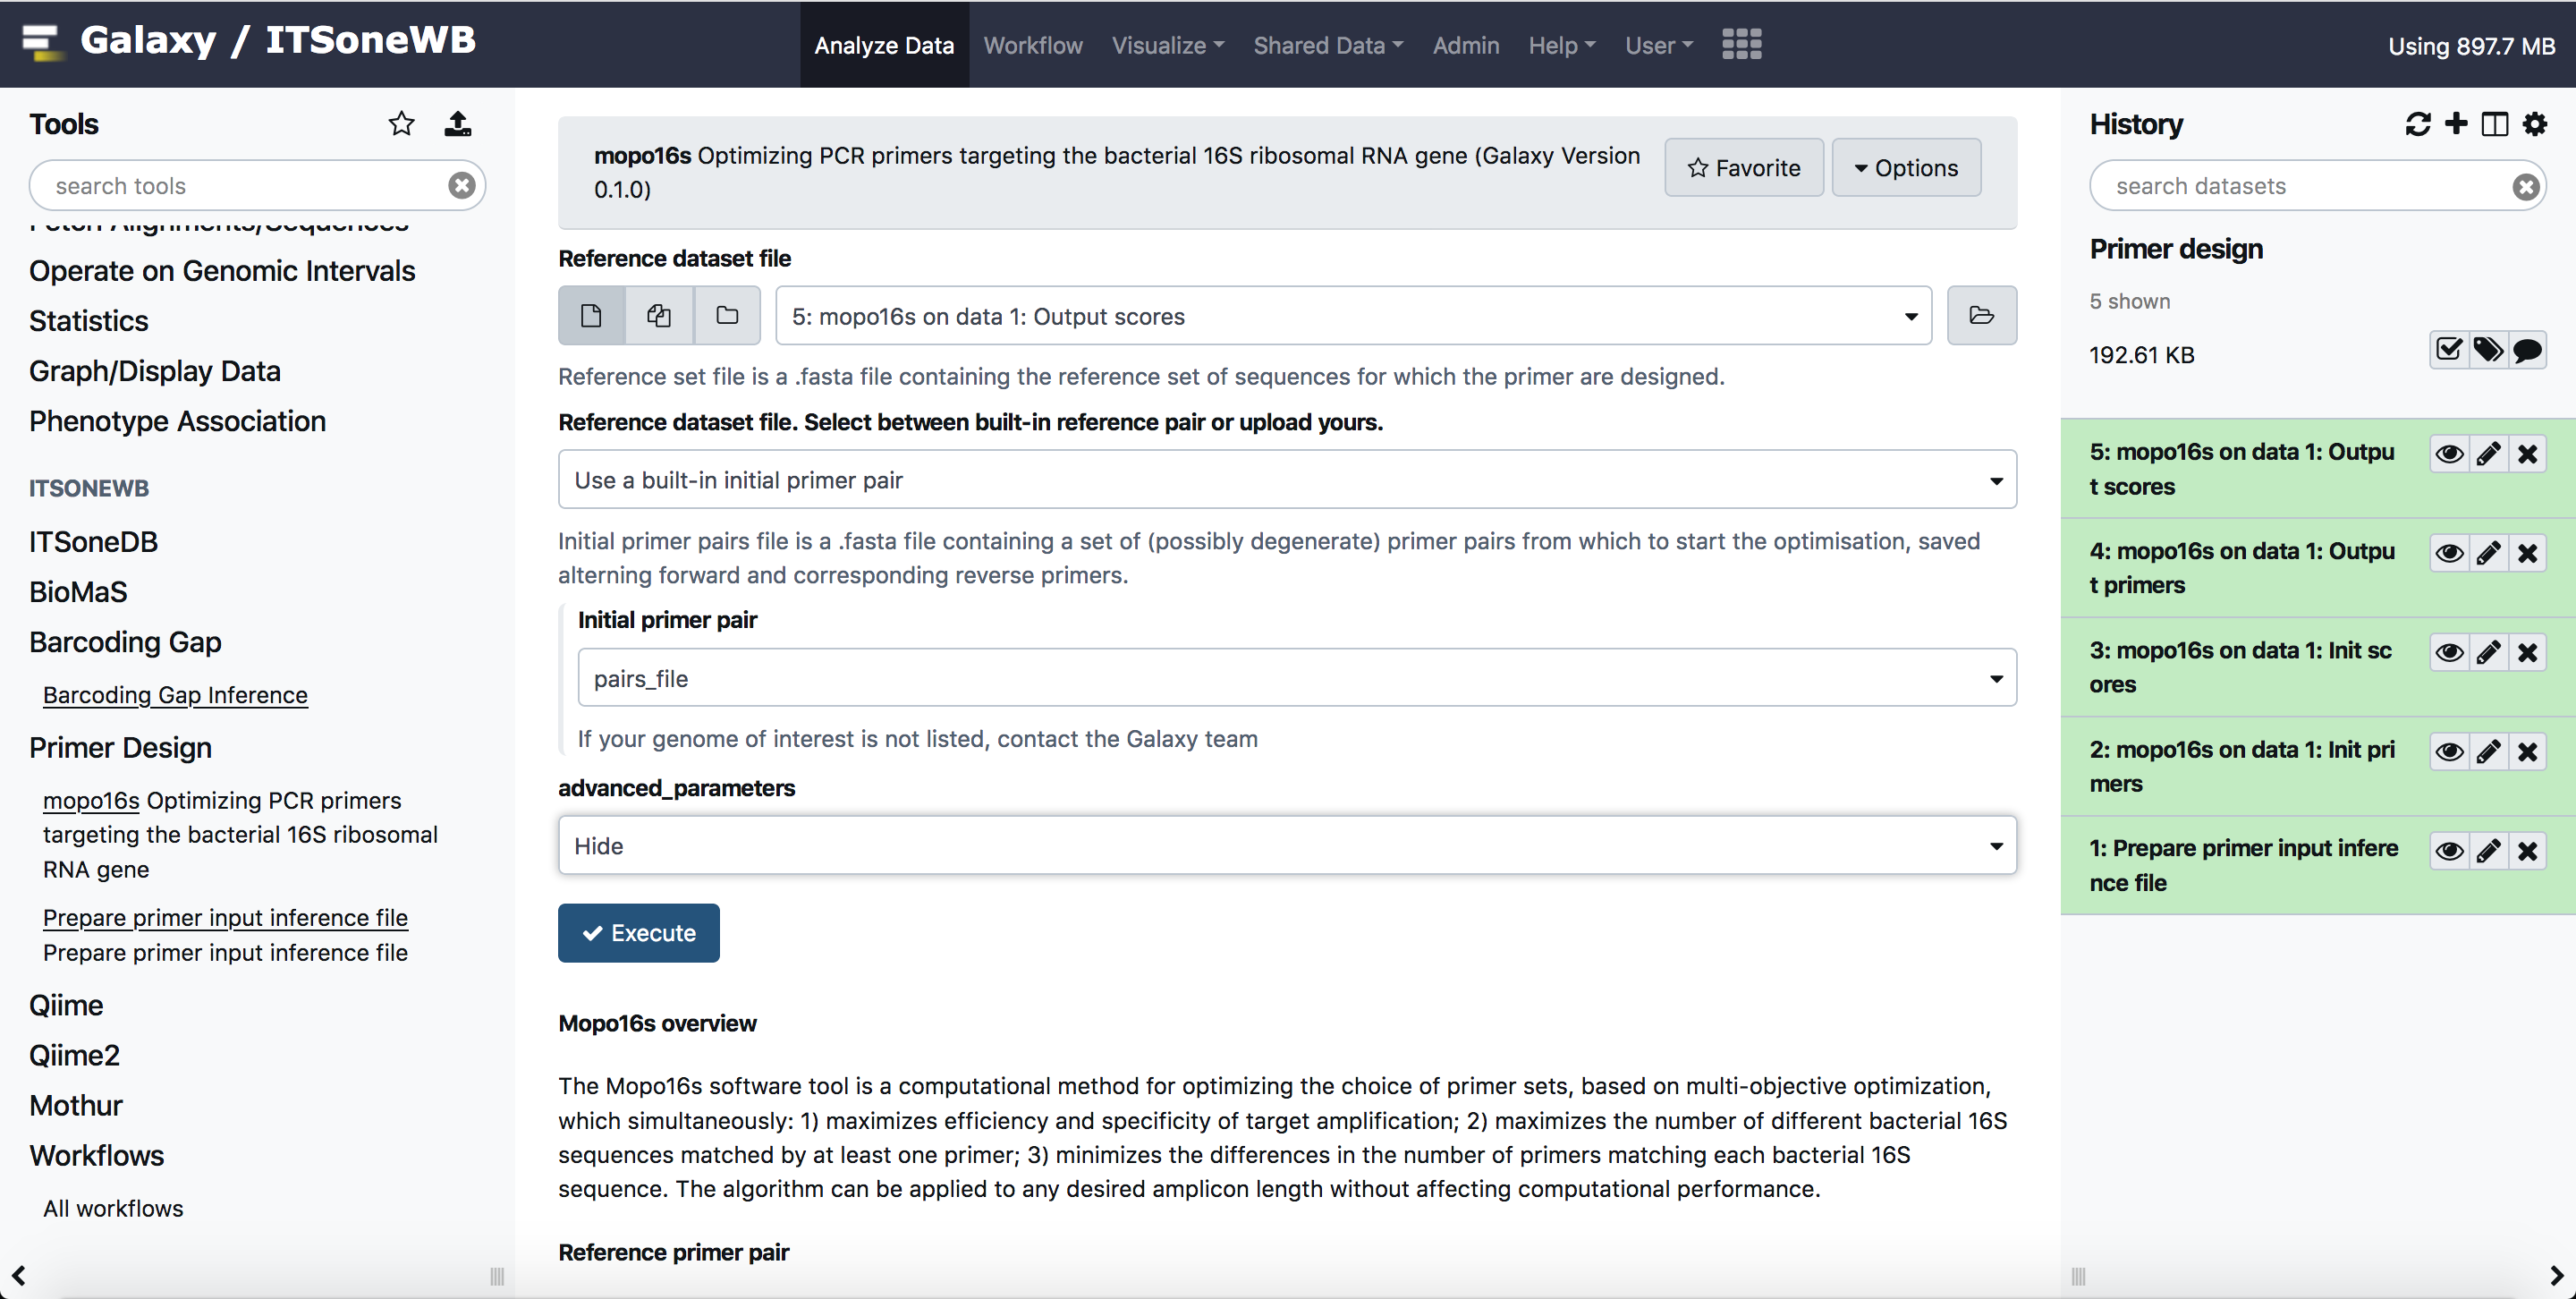 Galaxy / ITSoneWB
Analyze Data
Workflow
Visualize
Shared Data
Admin
Help
User
Using 897.7 MB
Tools
search tools
Fetch Alignments/Sequences
Operate on Genomic Intervals
Statistics
Graph/Display Data
Phenotype Association
ITSONEWB
ITSoneDB
BioMaS
Barcoding Gap
Barcoding Gap Inference
Primer Design
mopo16s Optimizing PCR primers
targeting the bacterial 16S ribosomal
RNA gene
Prepare primer input inference file
Prepare primer input inference file
Qiime
Qiime2
Mothur
Workflows
All workflows
mopo16s Optimizing PCR primers targeting the bacterial 16S ribosomal RNA gene (Galaxy Version
0.1.0)
Favorite
Options
Reference dataset file
5: mopo16s on data 1: Output scores
Reference set file is a .fasta file containing the reference set of sequences for which the primer are designed.
Reference dataset file. Select between built-in reference pair or upload yours.
Use a built-in initial primer pair
Initial primer pairs file is a .fasta file containing a set of (possibly degenerate) primer pairs from which to start the optimisation, saved
alterning forward and corresponding reverse primers.
Initial primer pair
pairs_file
If your genome of interest is not listed, contact the Galaxy team
advanced_parameters
Hide
Execute
Mopo16s overview
The Mopo16s software tool is a computational method for optimizing the choice of primer sets, based on multi-objective optimization,
which simultaneously: 1) maximizes efficiency and specificity of target amplification; 2) maximizes the number of different bacterial 16S
sequences matched by at least one primer; 3) minimizes the differences in the number of primers matching each bacterial 16S
sequence. The algorithm can be applied to any desired amplicon length without affecting computational performance.
Reference primer pair
History
search datasets
Primer design
5 shown
192.61 KB
5: mopo16s on data 1: Outpu
t scores
4: mopo16s on data 1: Outpu
t primers
3: mopo16s on data 1: Init sc
ores
2: mopo16s on data 1: Init pri
mers
1: Prepare primer input infere
nce file